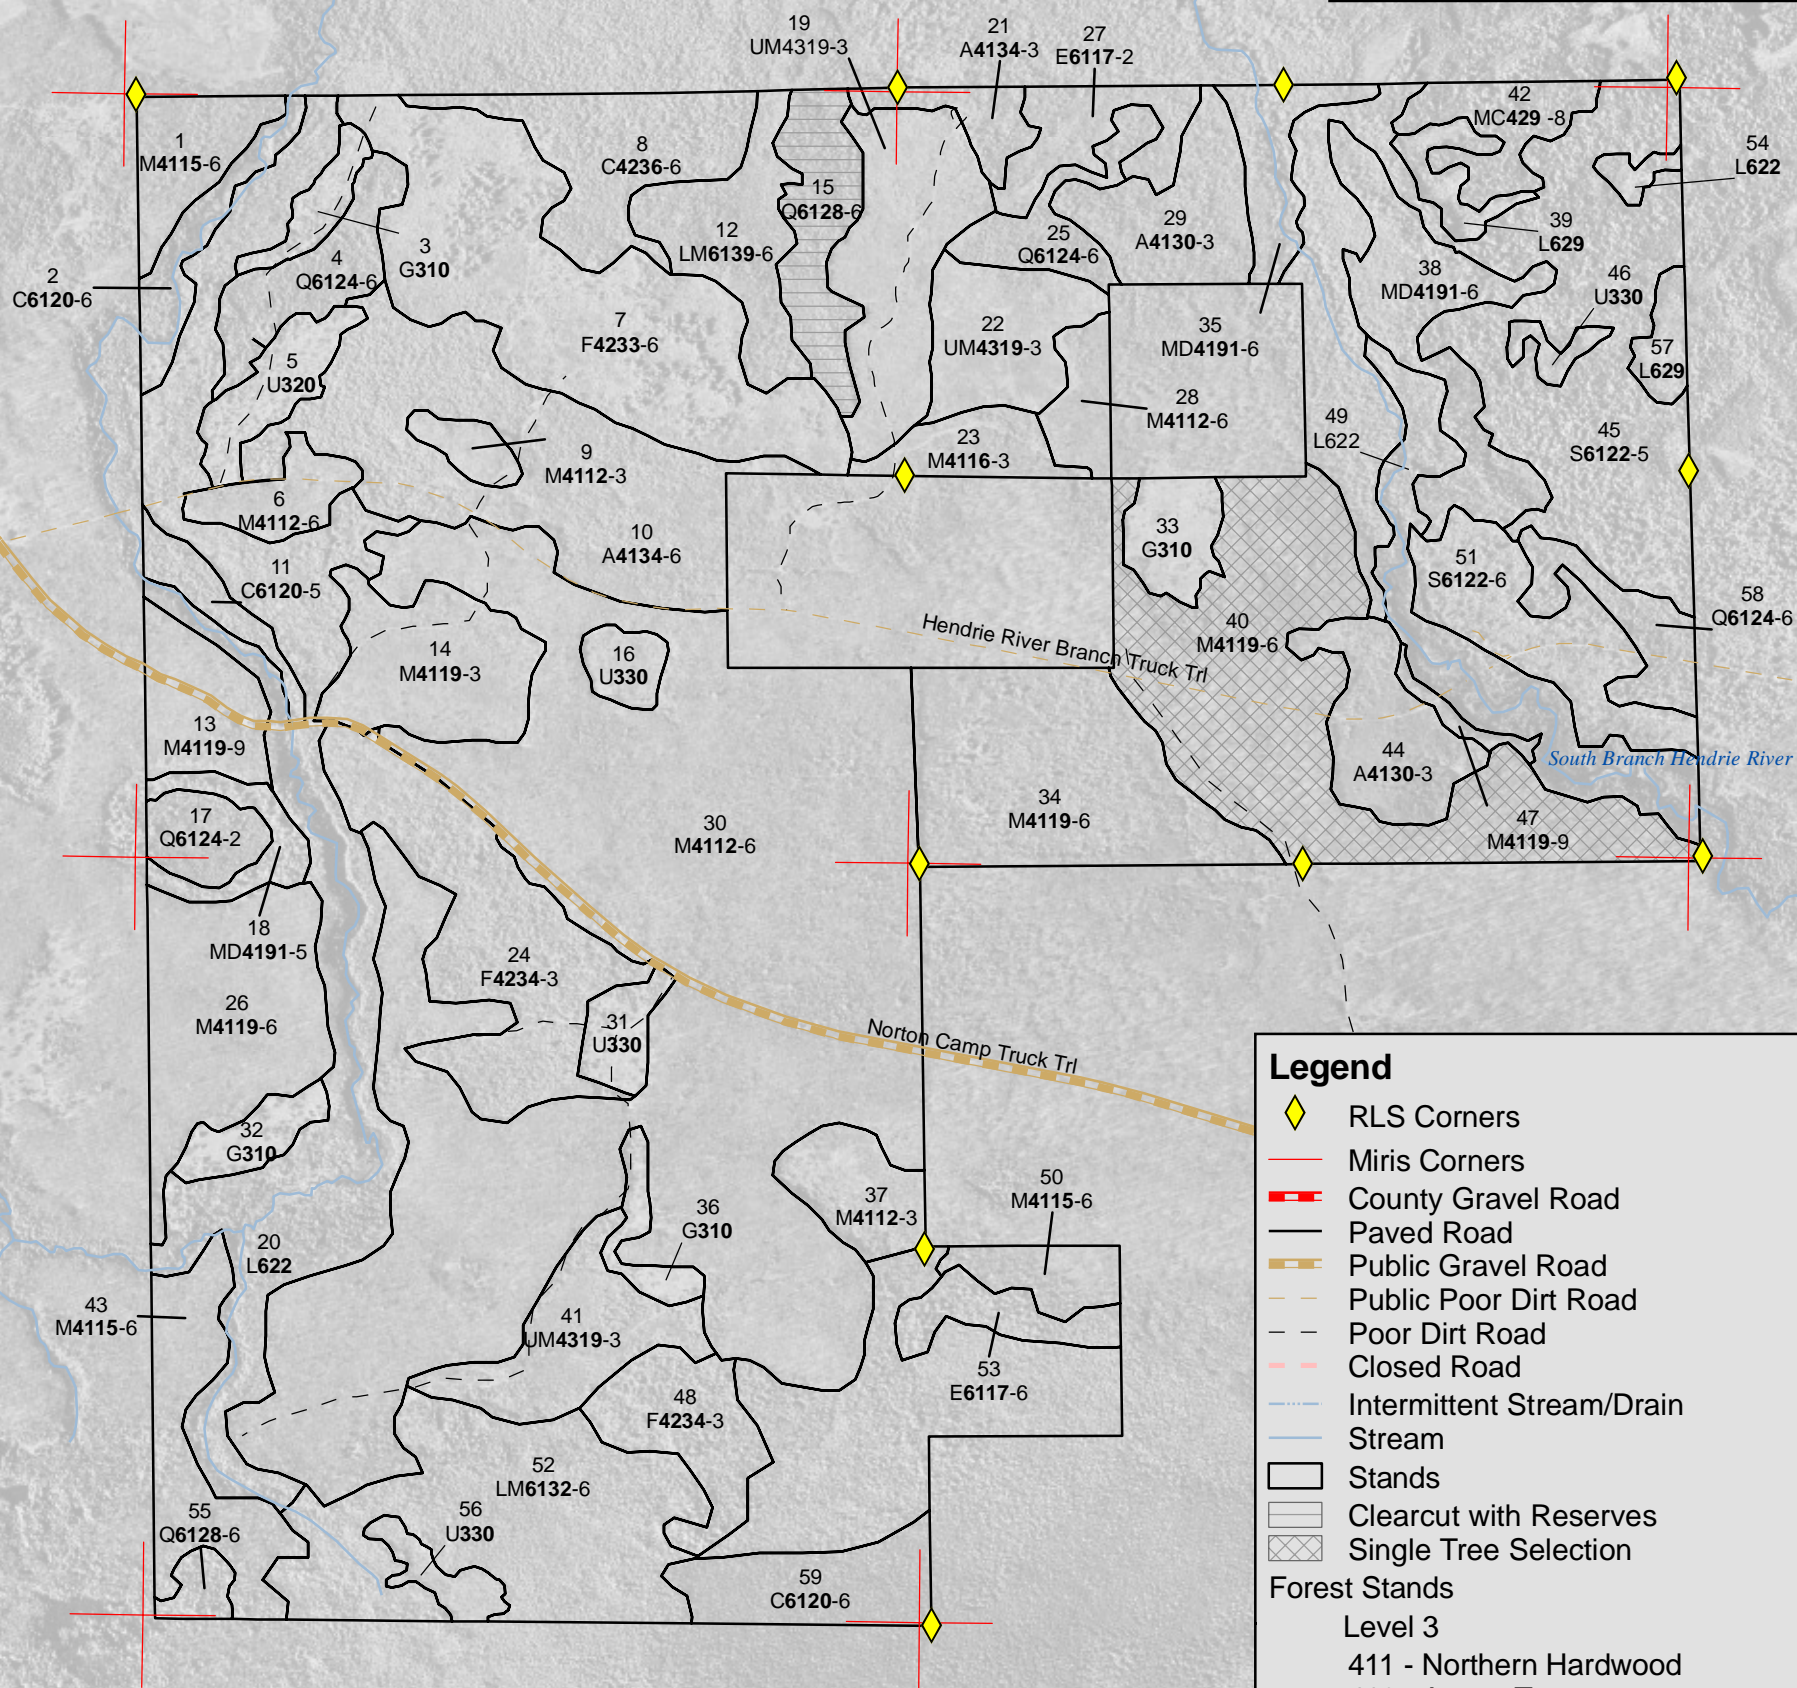 19
UM4319-3
21
A4134-3
27
E6117-2
42
MC429 -8
1
M4115-6
8
C4236-6
54
L622
15
Q6128-6
29
A4130-3
39
L629
12
LM6139-6
25
Q6124-6
3
G310
4
Q6124-6
2
C6120-6
38
MD4191-6
46
U330
7
F4233-6
22
UM4319-3
35
MD4191-6
5
U320
57
L629
28
M4112-6
49
L622
45
S6122-5
23
M4116-3
9
M4112-3
6
M4112-6
10
A4134-6
33
G310
11
C6120-5
51
S6122-6
58
Q6124-6
Hendrie River Branch Truck Trl
40
M4119-6
14
M4119-3
16
U330
13
M4119-9
44
A4130-3
South Branch Hendrie River
17
Q6124-2
30
M4112-6
34
M4119-6
47
M4119-9
18
MD4191-5
24
F4234-3
26
M4119-6
31
U330
Norton Camp Truck Trl
32
G310
50
M4115-6
37
M4112-3
36
G310
20
L622
43
M4115-6
41
UM4319-3
53
E6117-6
48
F4234-3
52
LM6132-6
55
Q6128-6
56
U330
59
C6120-6
Legend
RLS Corners
Miris Corners
County Gravel Road
Paved Road
Public Gravel Road
Public Poor Dirt Road
Poor Dirt Road
Closed Road
Intermittent Stream/Drain
Stream
Stands
Clearcut with Reserves
Single Tree Selection
Forest Stands
Level 3
411 - Northern Hardwood